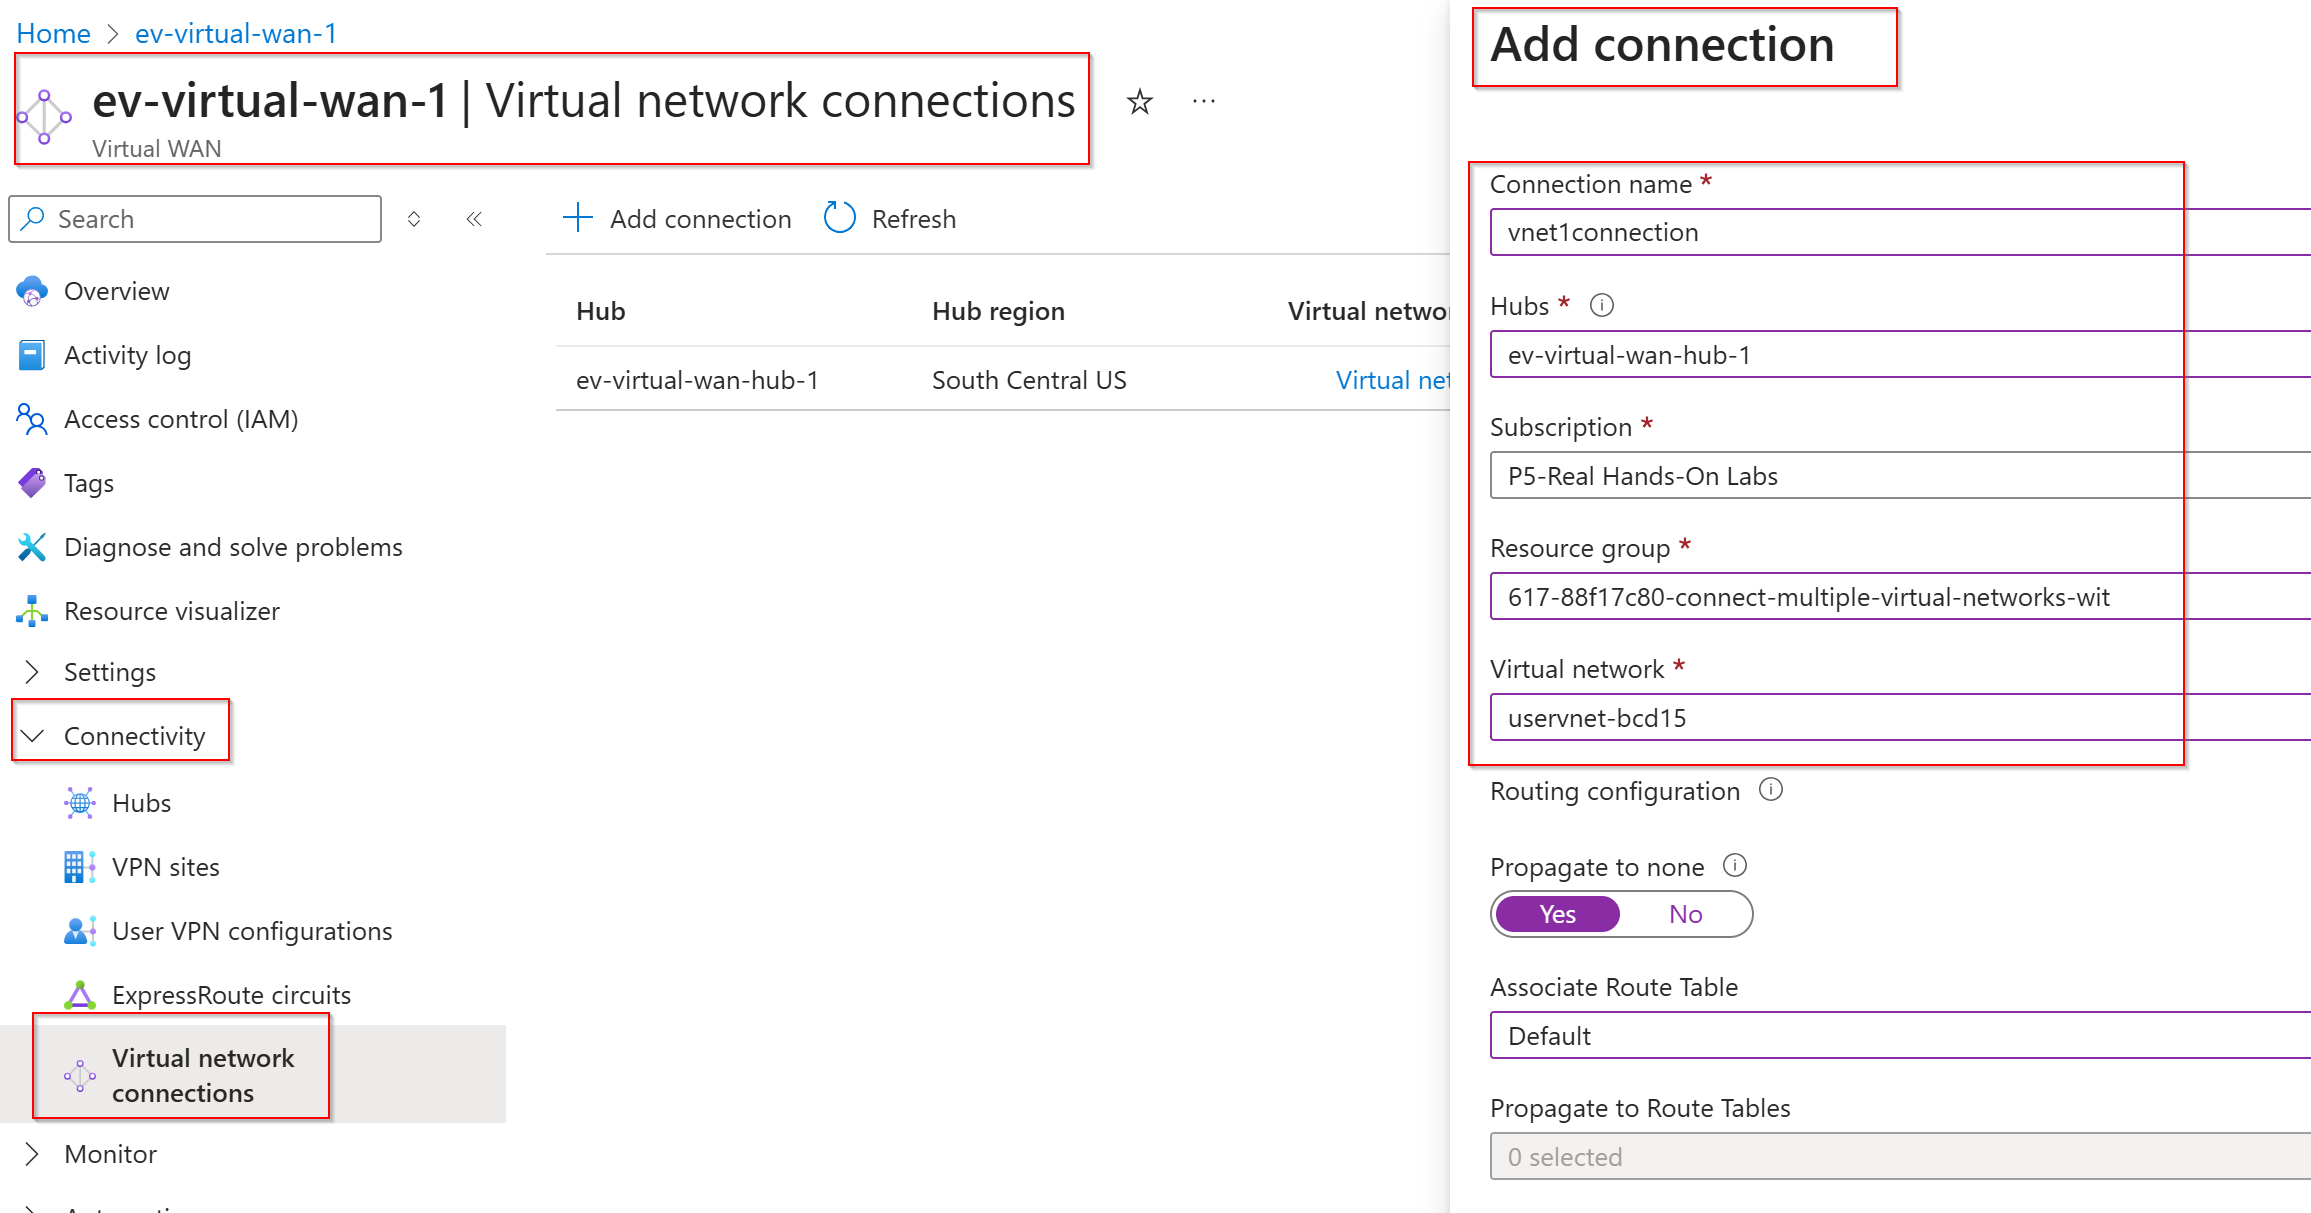 Home > ev-virtual-wan-1
ev-virtual-wan-1 | Virtual network connections
Virtual WAN
Search
Overview
Activity log
Access control (IAM)
Tags
Diagnose and solve problems
Resource visualizer
Settings
Connectivity
Hubs
VPN sites
User VPN configurations
ExpressRoute circuits
Virtual network
connections
Monitor
Add connection Refresh
Hub Hub region Virtual
ev-virtual-wan-hub-1 South Central US Virtual
Add connection
Connection name *
vnet1connection
Hubs *
ev-virtual-wan-hub-1
Subscription *
P5-Real Hands-On Labs
Resource group *
617-88f17c80-connect-multiple-virtual-networks-wit
Virtual network *
uservnet-bcd15
Routing configuration
Propagate to none
Yes No
Associate Route Table
Default
Propagate to Route Tables
0 selected